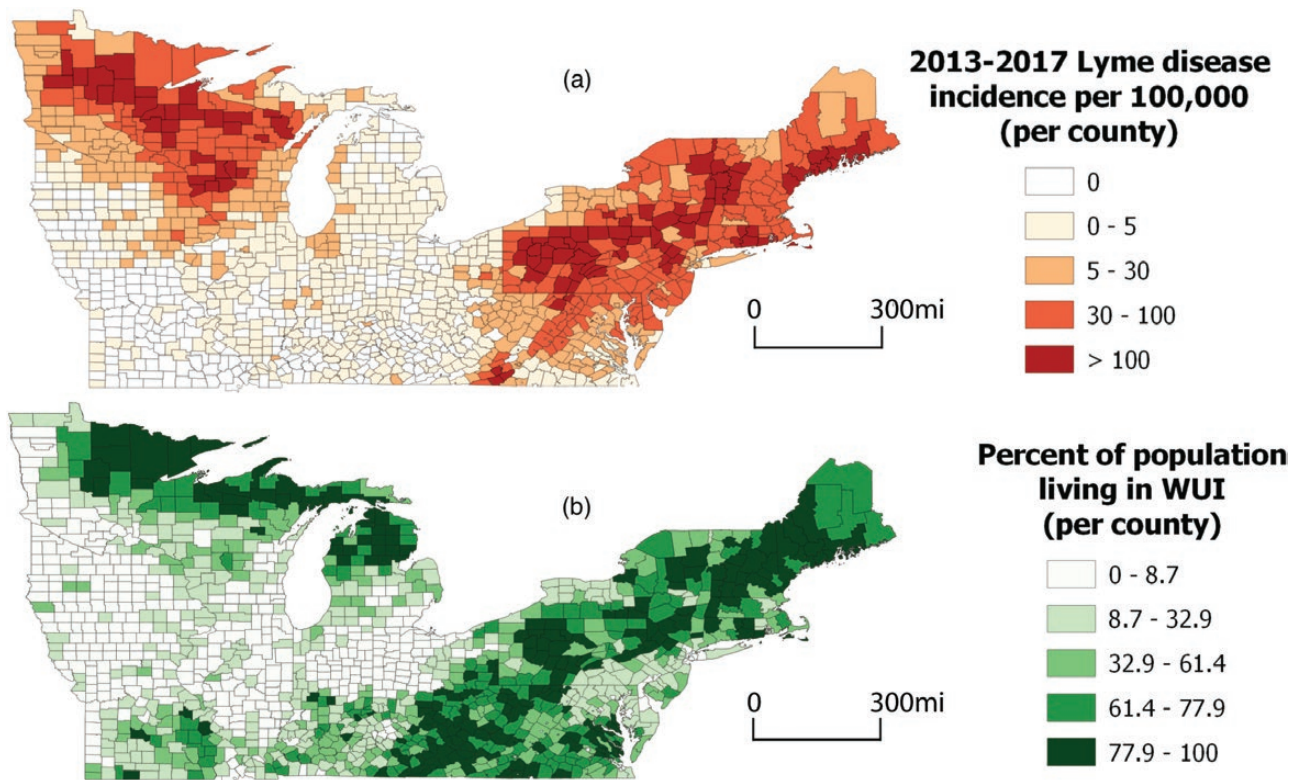 (a)
2013-2017 Lyme disease
incidence per 100,000
(per county)
0
0 - 5
5 - 30
30 - 100
> 100
0 300mi
(b)
Percent of population
living in WUI
(per county)
0 - 8.7
8.7 - 32.9
32.9 - 61.4
61.4 - 77.9
77.9 - 100
0 300mi